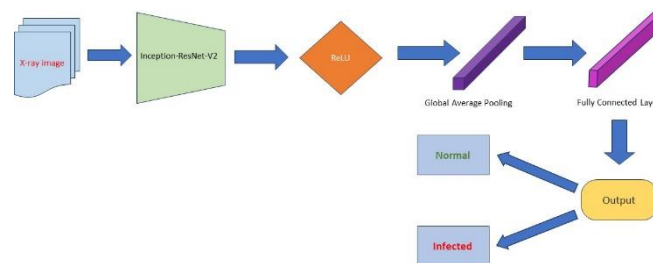 X-ray image
Inception-ResNet-V2
ReLU
Global Average Pooling
Fully Connected Lay
Normal
Output
Infected